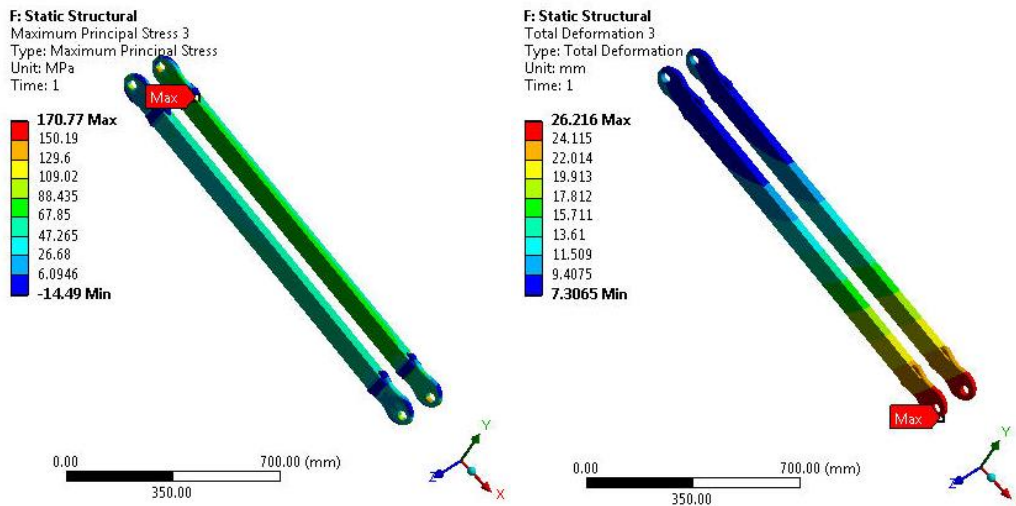 F: Static Structural
Maximum Principal Stress 3
Type: Maximum Principal Stress
Unit: MPa
Time: 1
Max
170.77 Max
150.19
129.6
109.02
88.435
67.85
47.265
26.68
6.0946
-14.49 Min
0.00
700.00 (mm)
350.00
Y
Z
X
F: Static Structural
Total Deformation 3
Type: Total Deformation
Unit: mm
Time: 1
26.216 Max
24.115
22.014
19.913
17.812
15.711
13.61
11.509
9.4075
7.3065 Min
Max
0.00
700.00 (mm)
350.00
Y
Z